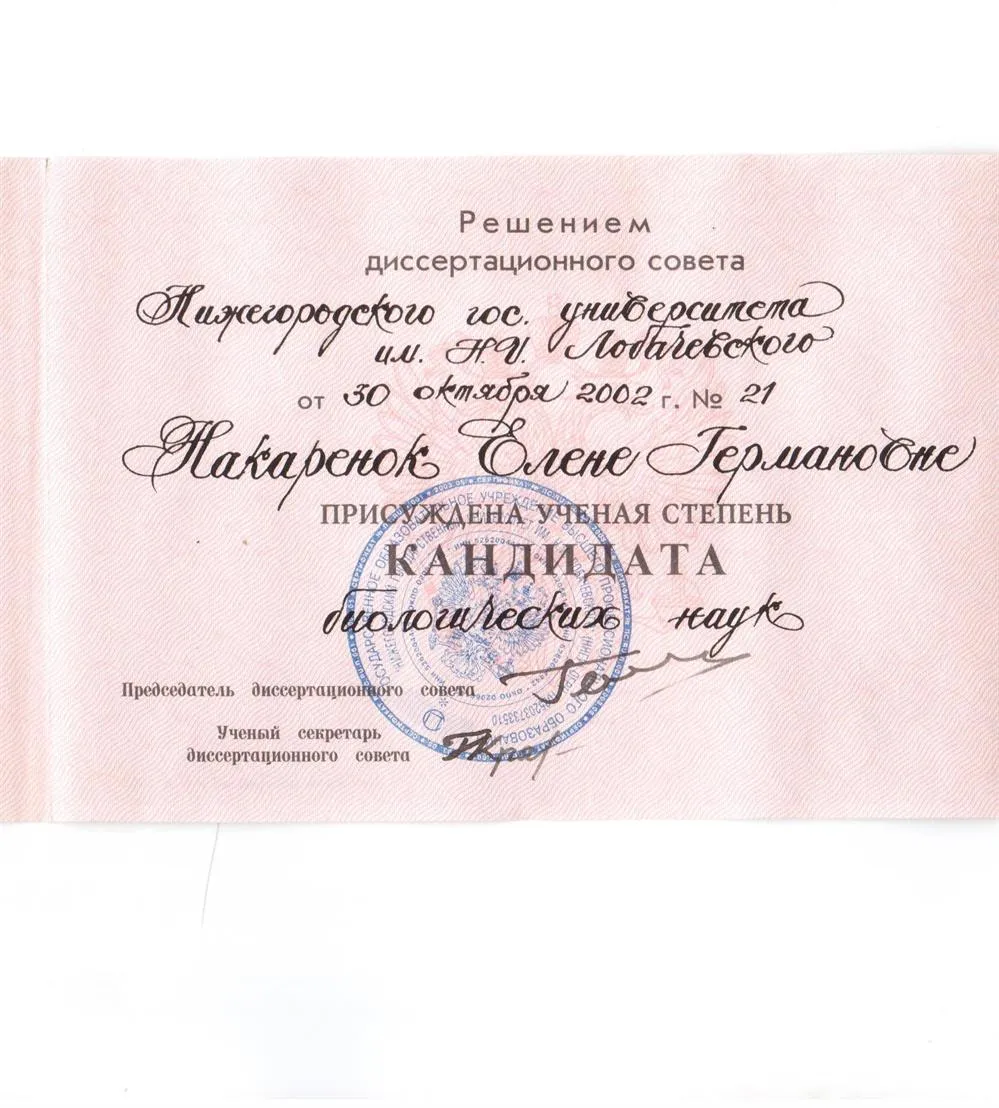 Решением
диссертационного совета
Нижегородского гос. университета
им. Н.И. Лобачевского
от 30 октября 2002 г. № 21
Накаренок Елене Германовне
ПРИСУЖДЕНА УЧЕНАЯ СТЕПЕНЬ
КАНДИДАТА
биологических наук
Председатель диссертационного совета
Ученый секретарь
диссертационного совета